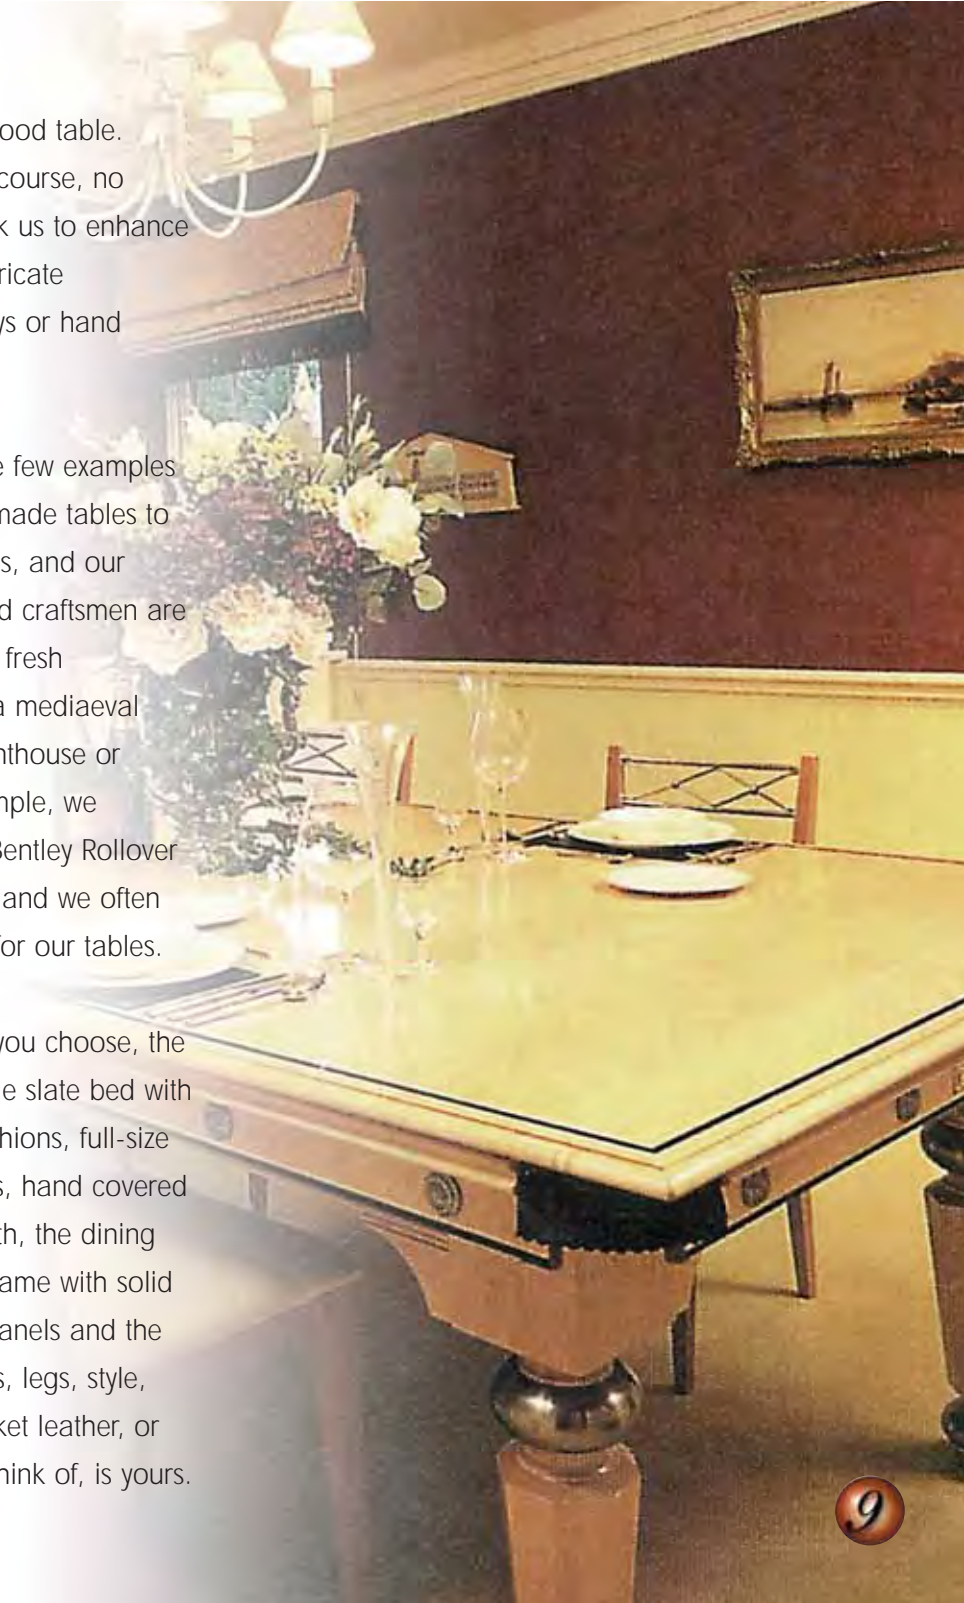 ood table.
course, no
k us to enhance
ricate
ys or hand
e few examples
made tables to
s, and our
d craftsmen are
fresh
a mediaeval
nthouse or
mple, we
Bentley Rollover
and we often
for our tables.
you choose, the
e slate bed with
hions, full-size
s, hand covered
th, the dining
ame with solid
anels and the
s, legs, style,
ket leather, or
hink of, is yours.
9